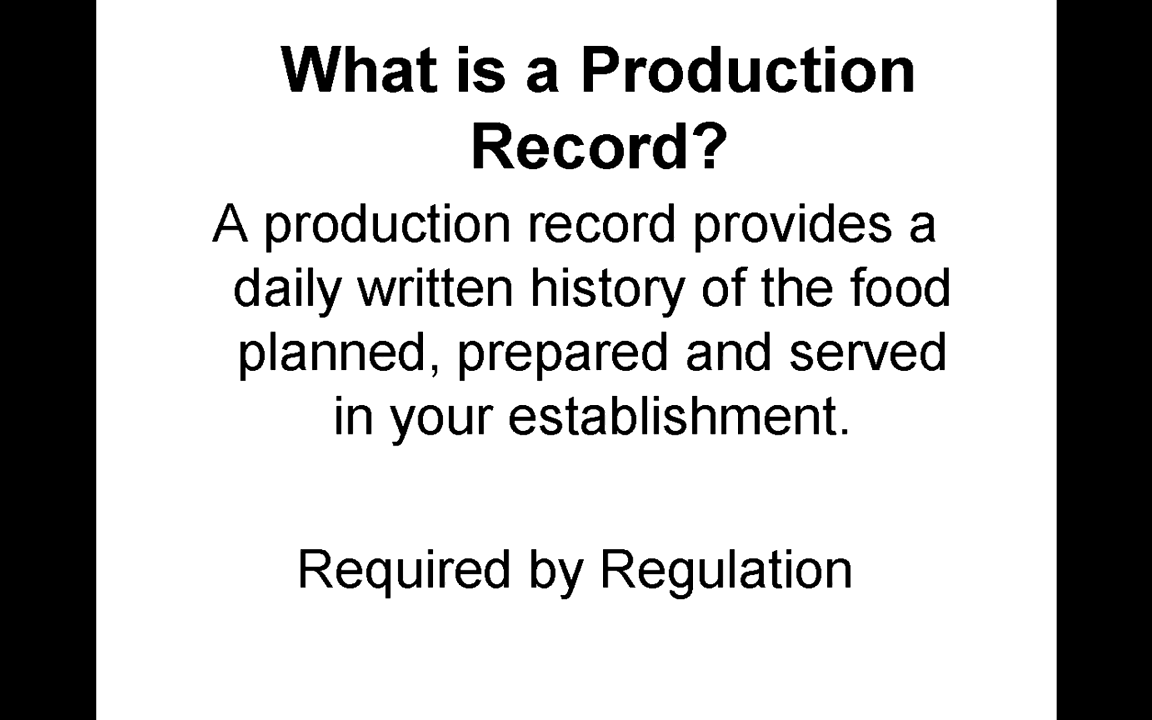 What is a Production
Record?
A production record provides a
daily written history of the food
planned, prepared and served
in your establishment.
Required by Regulation